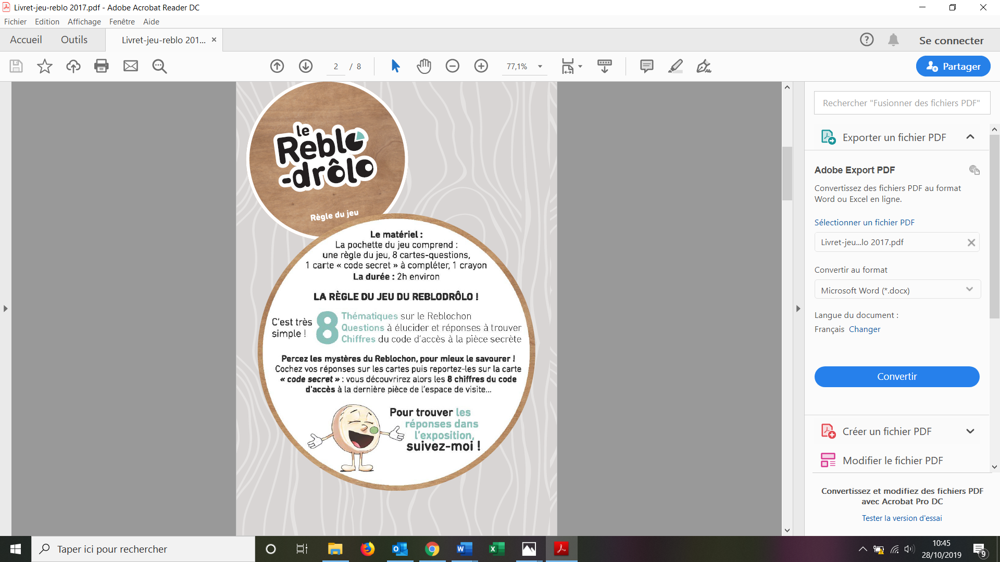 Livret-jeu-reblo 2017.pdf - Adobe Acrobat Reader DC
Fichier Edition Affichage Fenêtre Aide
Accueil Outils Livret-jeu-reblo 201... × Se connecter
2 / 8 77,1% Partager
le
Reblo
-drôlo
Règle du jeu
Le matériel :
La pochette du jeu comprend :
une règle du jeu, 8 cartes-questions,
1 carte « code secret » à compléter, 1 crayon
La durée : 2h environ
LA RÈGLE DU JEU DU REBLODRÔLO !
C'est très
simple !
8
Thématiques sur le Reblochon
Questions à élucider et réponses à trouver
Chiffres du code d'accès à la pièce secrète
Percez les mystères du Reblochon, pour mieux le savourer !
Cochez vos réponses sur les cartes puis reportez-les sur la carte
« code secret » : vous découvrirez alors les 8 chiffres du code
d'accès à la dernière pièce de l'espace de visite...
Pour trouver les
réponses dans
l'exposition,
suivez-moi !
Rechercher "Fusionner des fichiers PDF"
Exporter un fichier PDF
Adobe Export PDF
Convertissez des fichiers PDF au format
Word ou Excel en ligne.
Sélectionner un fichier PDF
Livret-jeu...lo 2017.pdf
Convertir au format
Microsoft Word (*.docx)
Langue du document :
Français Changer
Convertir
Créer un fichier PDF
Modifier le fichier PDF
Convertissez et modifiez des fichiers PDF
avec Acrobat Pro DC
Tester la version d'essai
Taper ici pour rechercher
10:45
28/10/2019
9